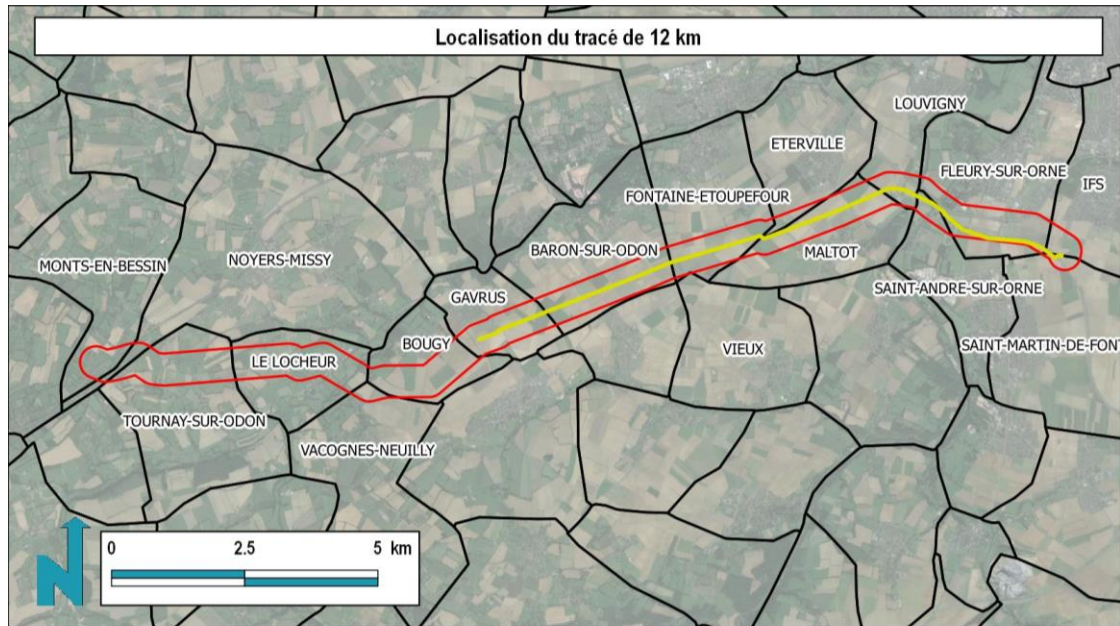 Localisation du tracé de 12 km
LOUVIGNY
ETERVILLE
FLEURY-SUR-ORNE
IFS
FONTAINE-ETOUPEFOUR
BARON-SUR-ODON
MALTOT
NOYERS-MISSY
MONTS-EN-BESSIN
SAINT-ANDRE-SUR-ORNE
GAVRUS
BOUGY
VIEUX
SAINT-MARTIN-DE-FONT
LE LOCHEUR
TOURNAY-SUR-ODON
VACOGNES-NEUILLY
N
0 2.5 5 km